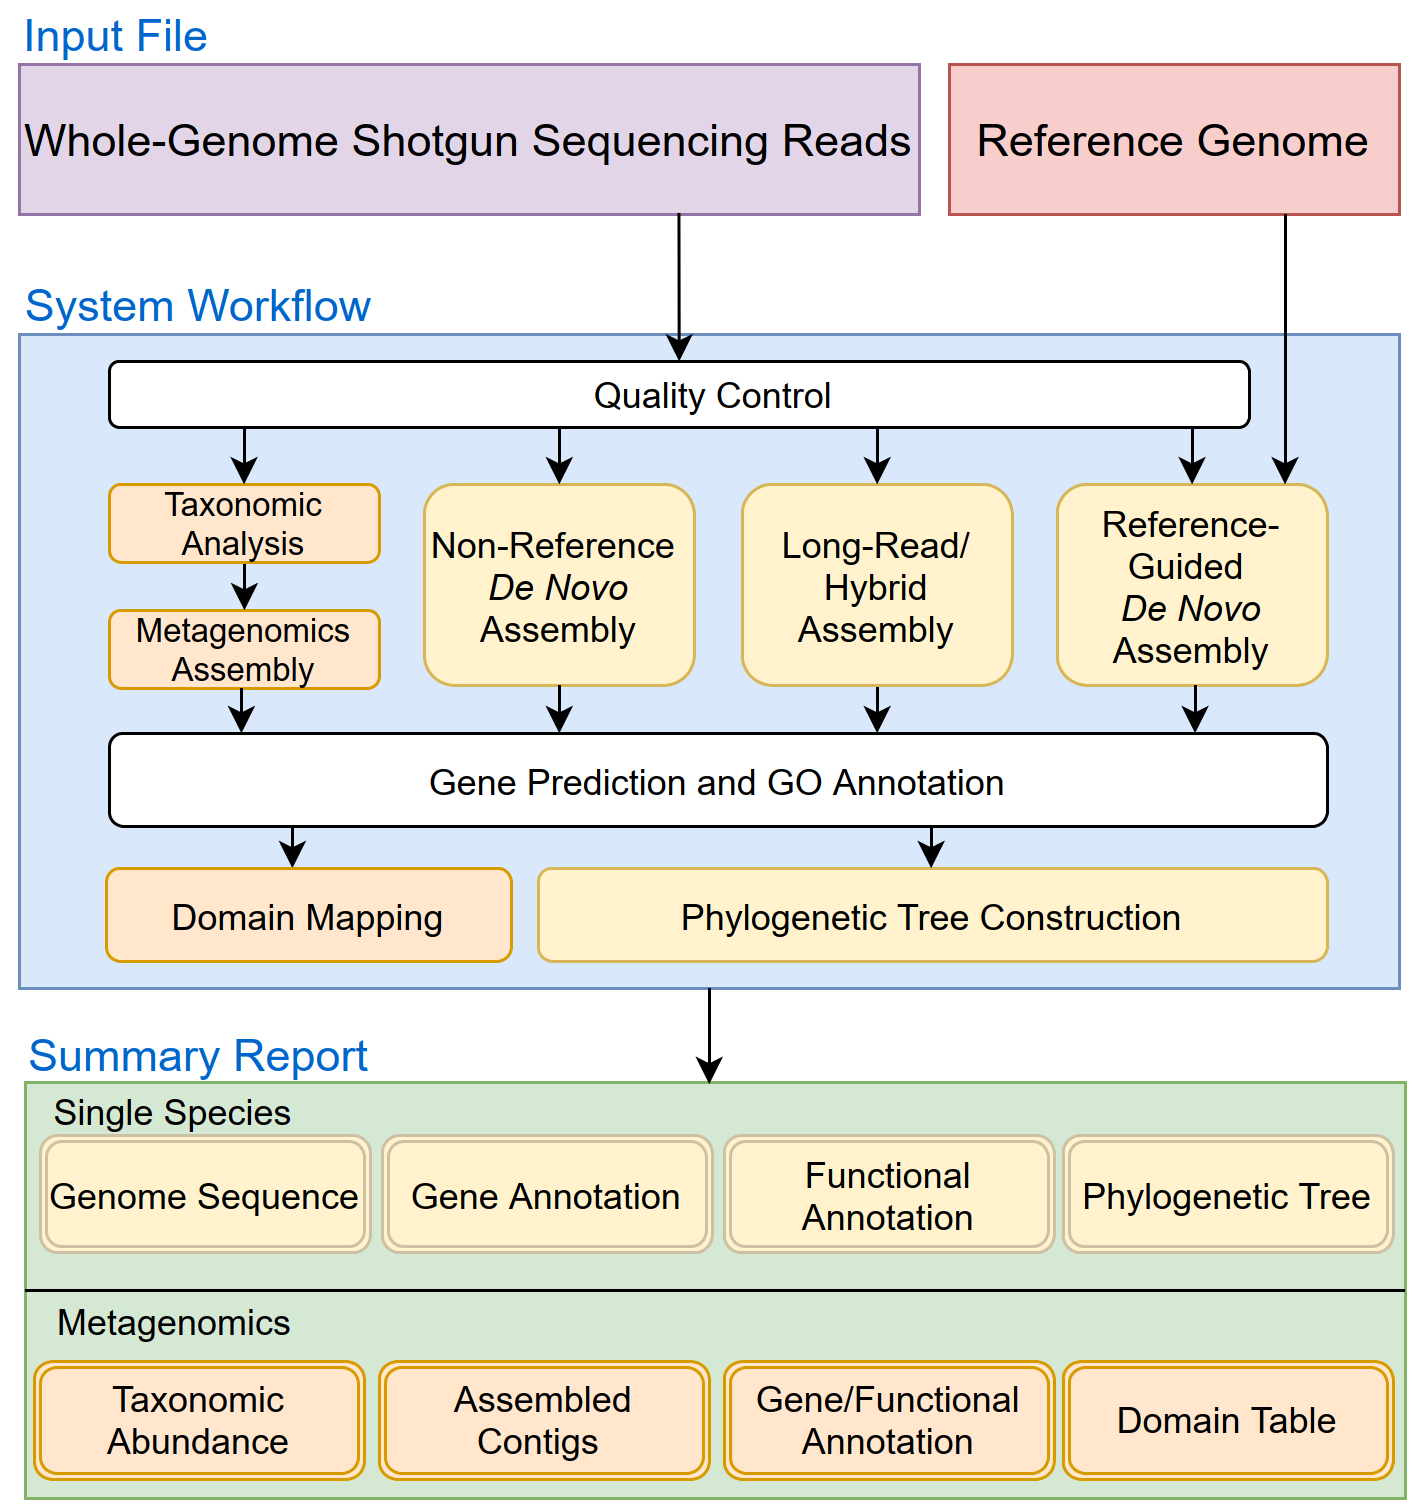 Input File
Whole-Genome Shotgun Sequencing Reads
Reference Genome
System Workflow
Quality Control
Taxonomic
Analysis
Metagenomics
Assembly
Non-Reference
De Novo
Assembly
Long-Read/
Hybrid
Assembly
Reference-
Guided
De Novo
Assembly
Gene Prediction and GO Annotation
Domain Mapping
Phylogenetic Tree Construction
Summary Report
Single Species
Genome Sequence
Gene Annotation
Functional
Annotation
Phylogenetic Tree
Metagenomics
Taxonomic
Abundance
Assembled
Contigs
Gene/Functional
Annotation
Domain Table